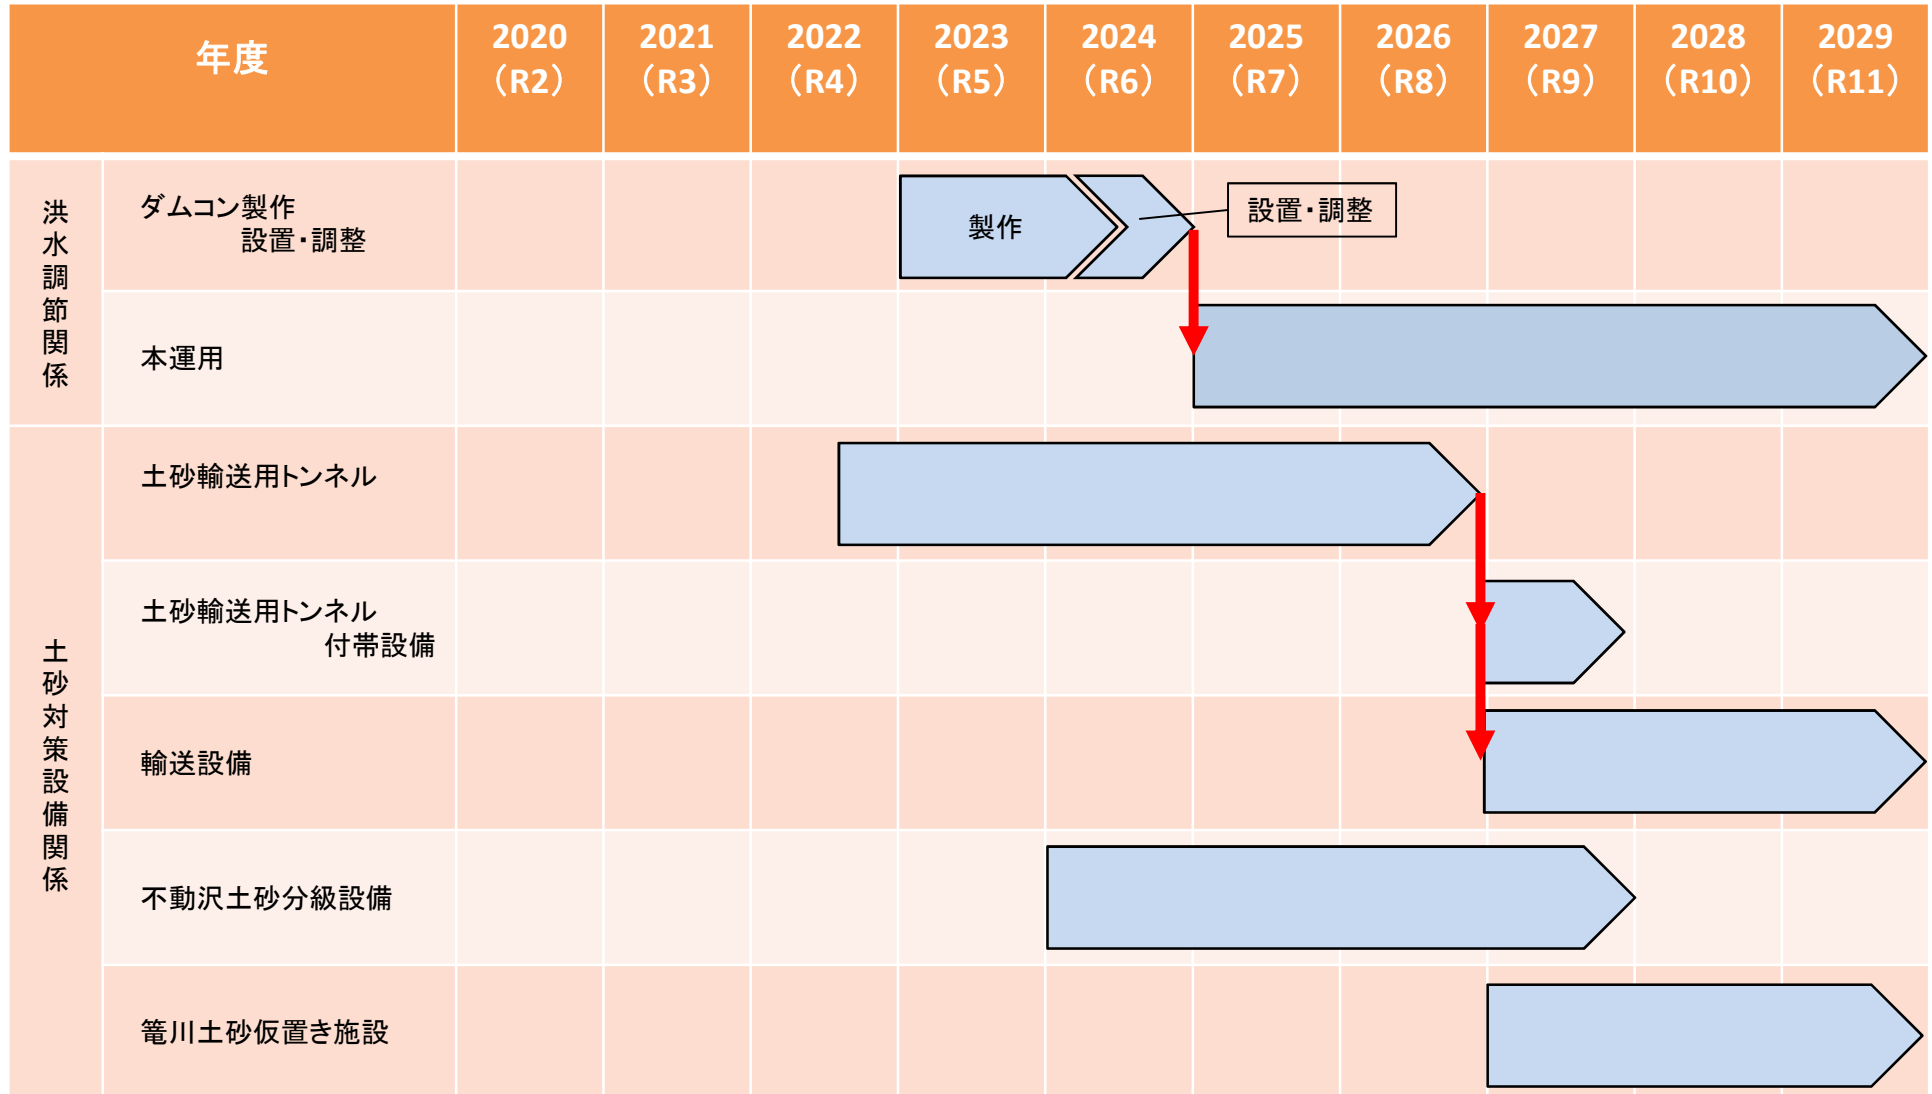 年度
2020
（R2）
2021
（R3）
2022
（R4）
2023
（R5）
2024
（R6）
2025
（R7）
2026
（R8）
2027
（R9）
2028
（R10）
2029
（R11）
洪水調節関係
ダムコン製作
設置・調整
製作
設置・調整
本運用
土砂対策設備関係
土砂輸送用トンネル
土砂輸送用トンネル
付帯設備
輸送設備
不動沢土砂分級設備
篭川土砂仮置き施設